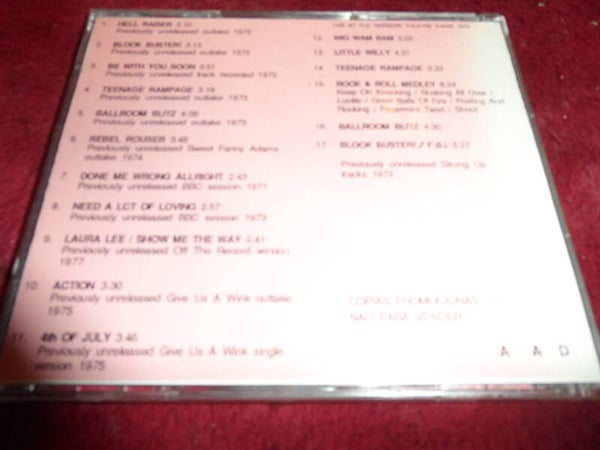 1. HELL RAISER 3.10
Previously unreleased outtake 1972
2. BLOCK BUSTER! 3.13
Previously unreleased outtake 1972
3. BE WITH YOU SOON 3.31
Previously unreleased track recorded 1972
4. TEENAGE RAMPAGE 3.19
Previously unreleased outtake 1973
5. BALLROOM BLITZ 4.08
Previously unreleased outtake 1973
6. REBEL ROUSER 3.48
Previously unreleased Sweet Fanny Adams
outtake 1974
7. DONE ME WRONG ALL/RIGHT 2.43
Previously unreleased BBC session 1971
8. NEED A LCT OF LOVING 2:57
Previously unreleased BBC session 1973
9. LAURA LEE / SHOW ME THE WAY 6.41
Previously unreleased Off The Record version
1977
10. ACTION 3.30
Previously unreleased Give Us A Wink outtake
1975
11. 4th OF JULY 3.46
Previously unreleased Give Us A Wink single
version 1975
LIVE AT THE RAINBOW THEATRE
12. WIG WAM BAM 3.22
13. LITTLE WILLY 4.31
14. TEENAGE RAMPAGE 3.33
15. ROCK & ROLL MEDLEY 8.24
Keep On Knocking / Shaking All Over /
Lucille / Great Balls Of Fire / Reeling And
Rocking / Peppermint Twist / Shout
16. BALLROOM BLITZ 4:30
17. BLOCK BUSTER! / 5.27
Previously unreleased Strung Up
tracks 1973
COPIAS PROMOCIONAIS
NAO PARA VENDER!
A A D